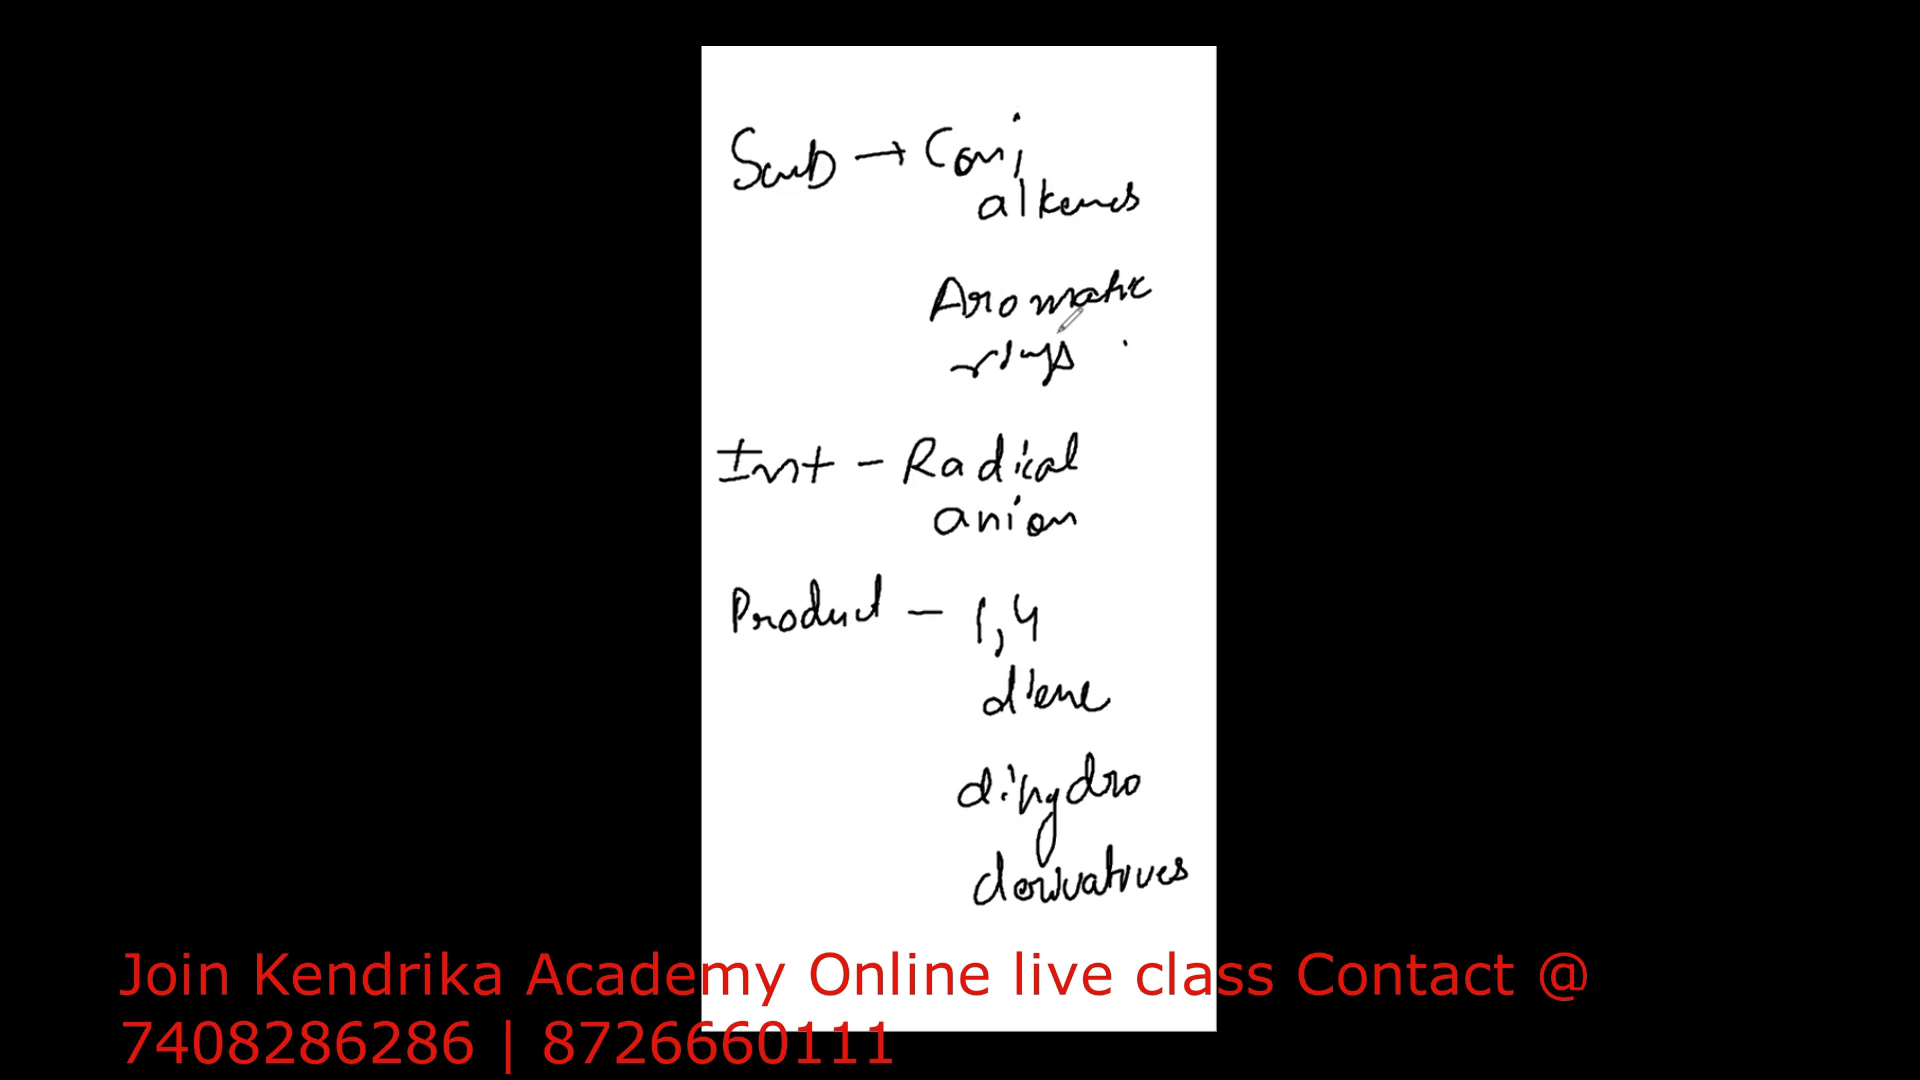 Sub → Conj
alkenes
Aromatic
rings
Int - Radical
anion
Product - 1,4
diene
dihydro
derivatives
Join Kendrika Academy Online live class Contact @
7408286286 | 8726660111